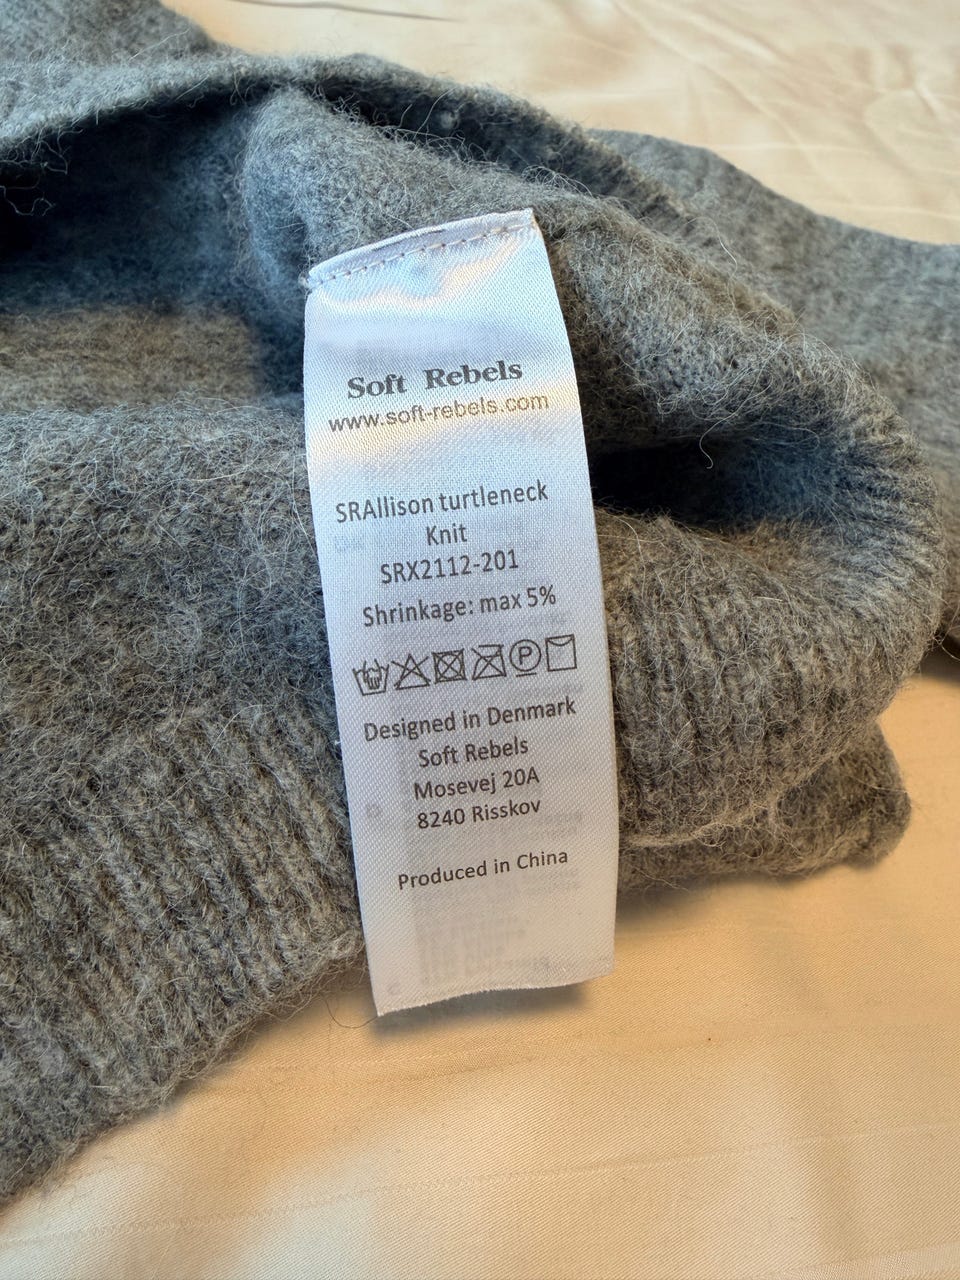 Soft Rebels
www.soft-rebels.com
SRAllison turtleneck
Knit
SRX2112-201
Shrinkage: max 5%
P
Designed in Denmark
Soft Rebels
Mosevej 20A
8240 Risskov
Produced in China